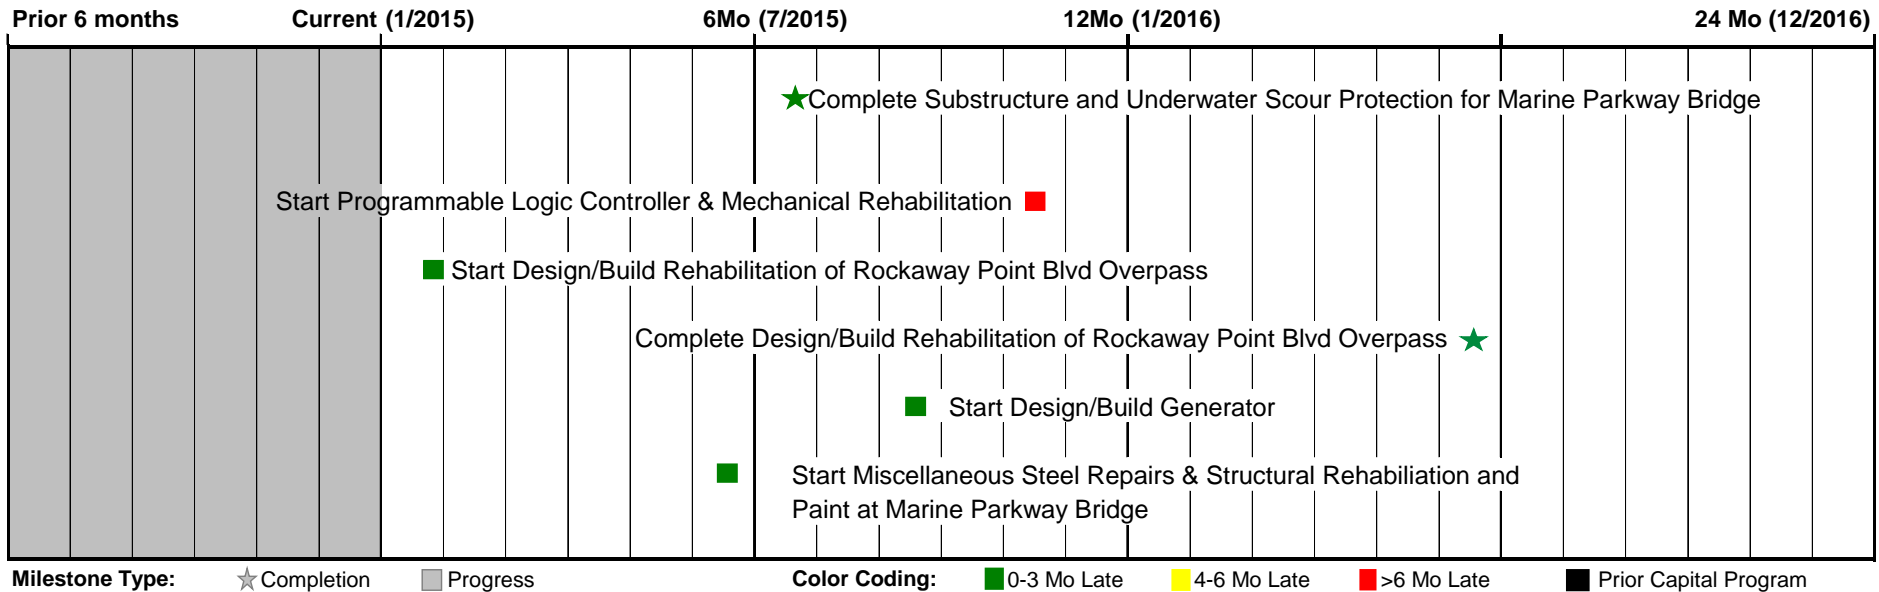 Prior 6 months Current (1/2015) 6Mo (7/2015) 12Mo (1/2016) 24 Mo (12/2016)
Complete Substructure and Underwater Scour Protection for Marine Parkway Bridge
Start Programmable Logic Controller & Mechanical Rehabilitation
Start Design/Build Rehabilitation of Rockaway Point Blvd Overpass
Complete Design/Build Rehabilitation of Rockaway Point Blvd Overpass
Start Design/Build Generator
Start Miscellaneous Steel Repairs & Structural Rehabiliation and
Paint at Marine Parkway Bridge
Milestone Type: Completion Progress Color Coding: 0-3 Mo Late 4-6 Mo Late >6 Mo Late Prior Capital Program